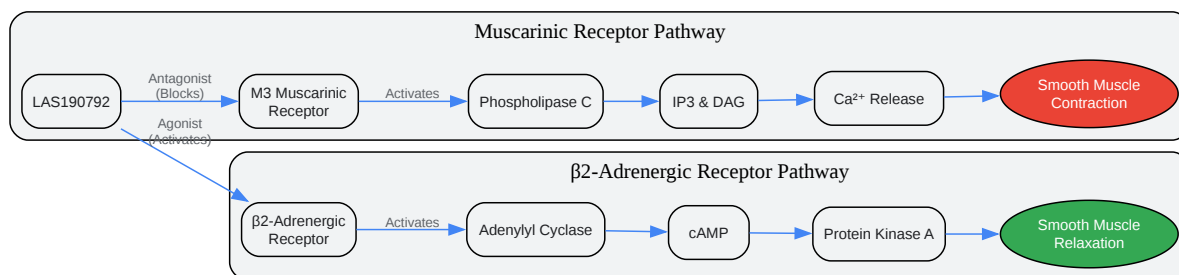 Muscarinic Receptor Pathway
LAS190792
Antagonist
(Blocks)
M3 Muscarinic
Receptor
Activates
Phospholipase C
IP3 & DAG
Ca²⁺ Release
Smooth Muscle
Contraction
Agonist
(Activates)
β2-Adrenergic Receptor Pathway
β2-Adrenergic
Receptor
Activates
Adenylyl Cyclase
cAMP
Protein Kinase A
Smooth Muscle
Relaxation